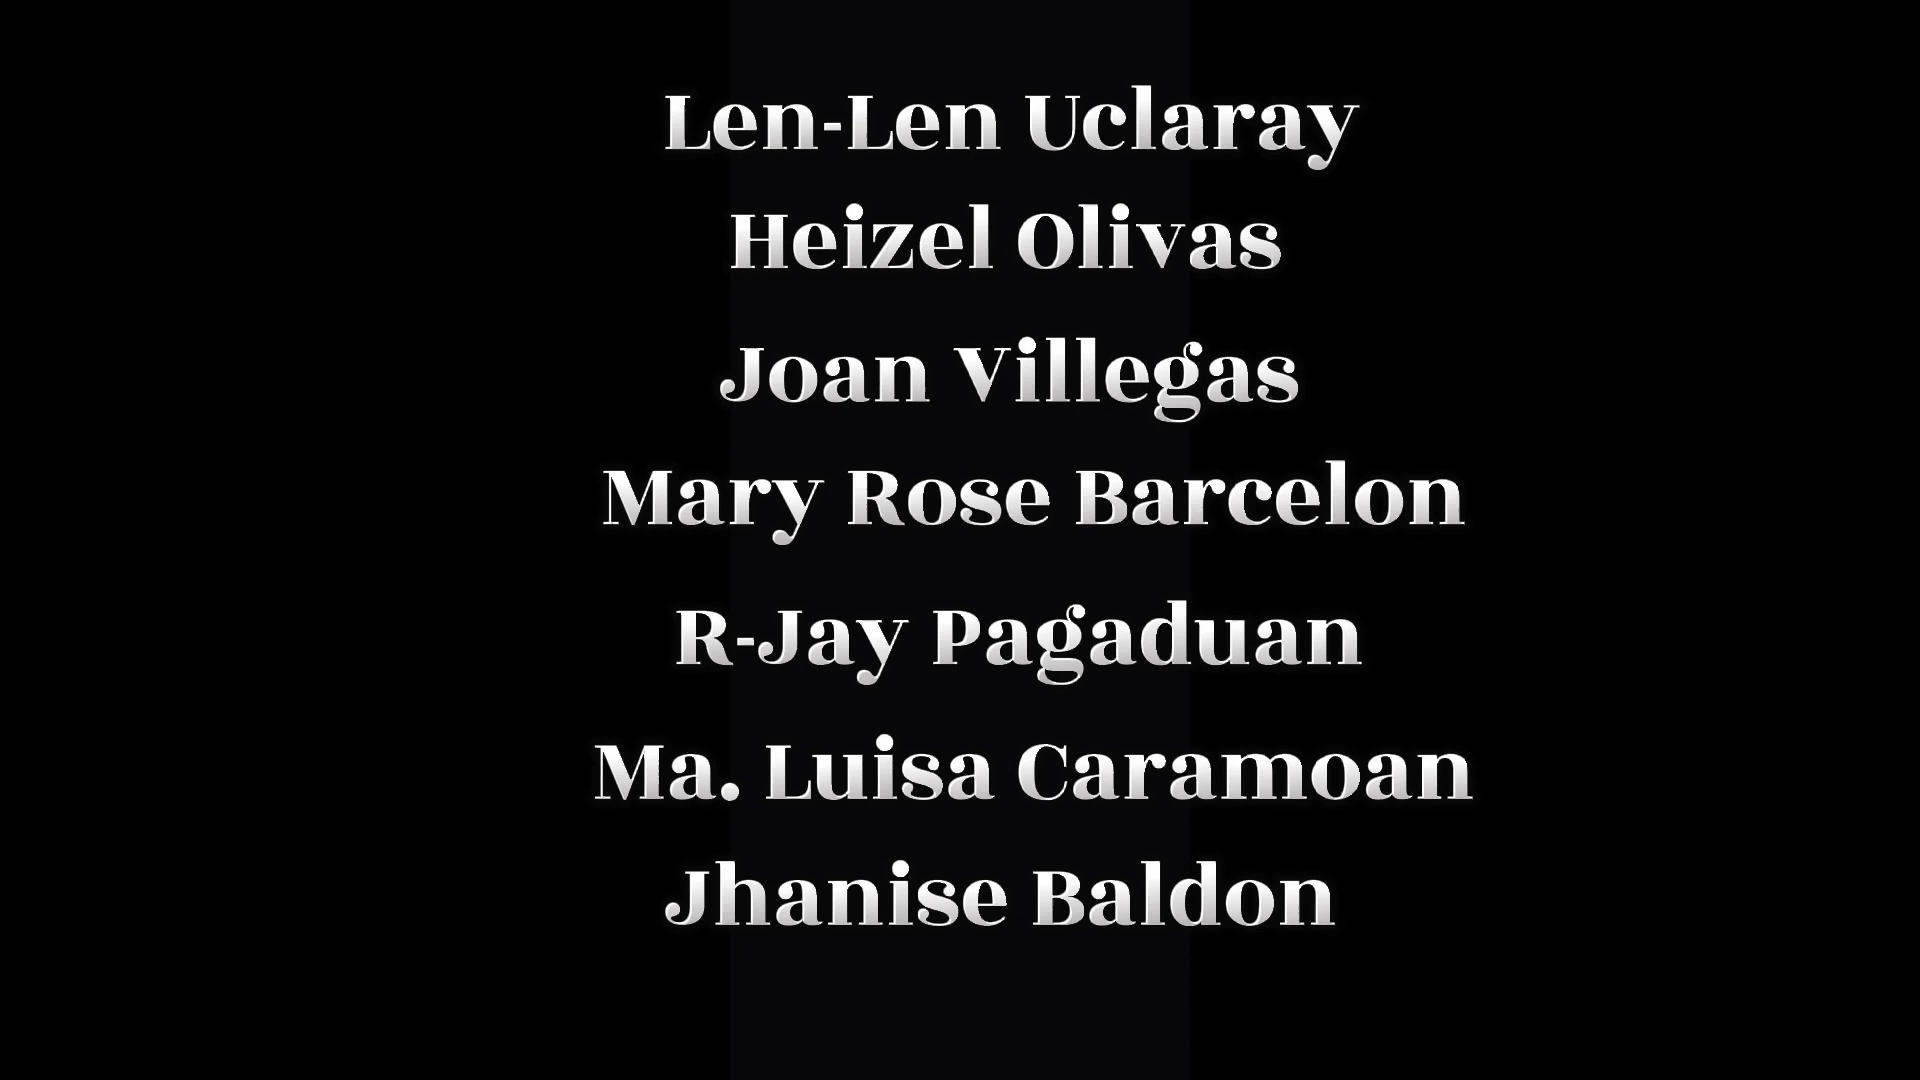 Len-Len Uclaray
Heizel Olivas
Joan Villegas
Mary Rose Barcelon
R-Jay Pagaduan
Ma. Luisa Caramoan
Jhanise Baldon